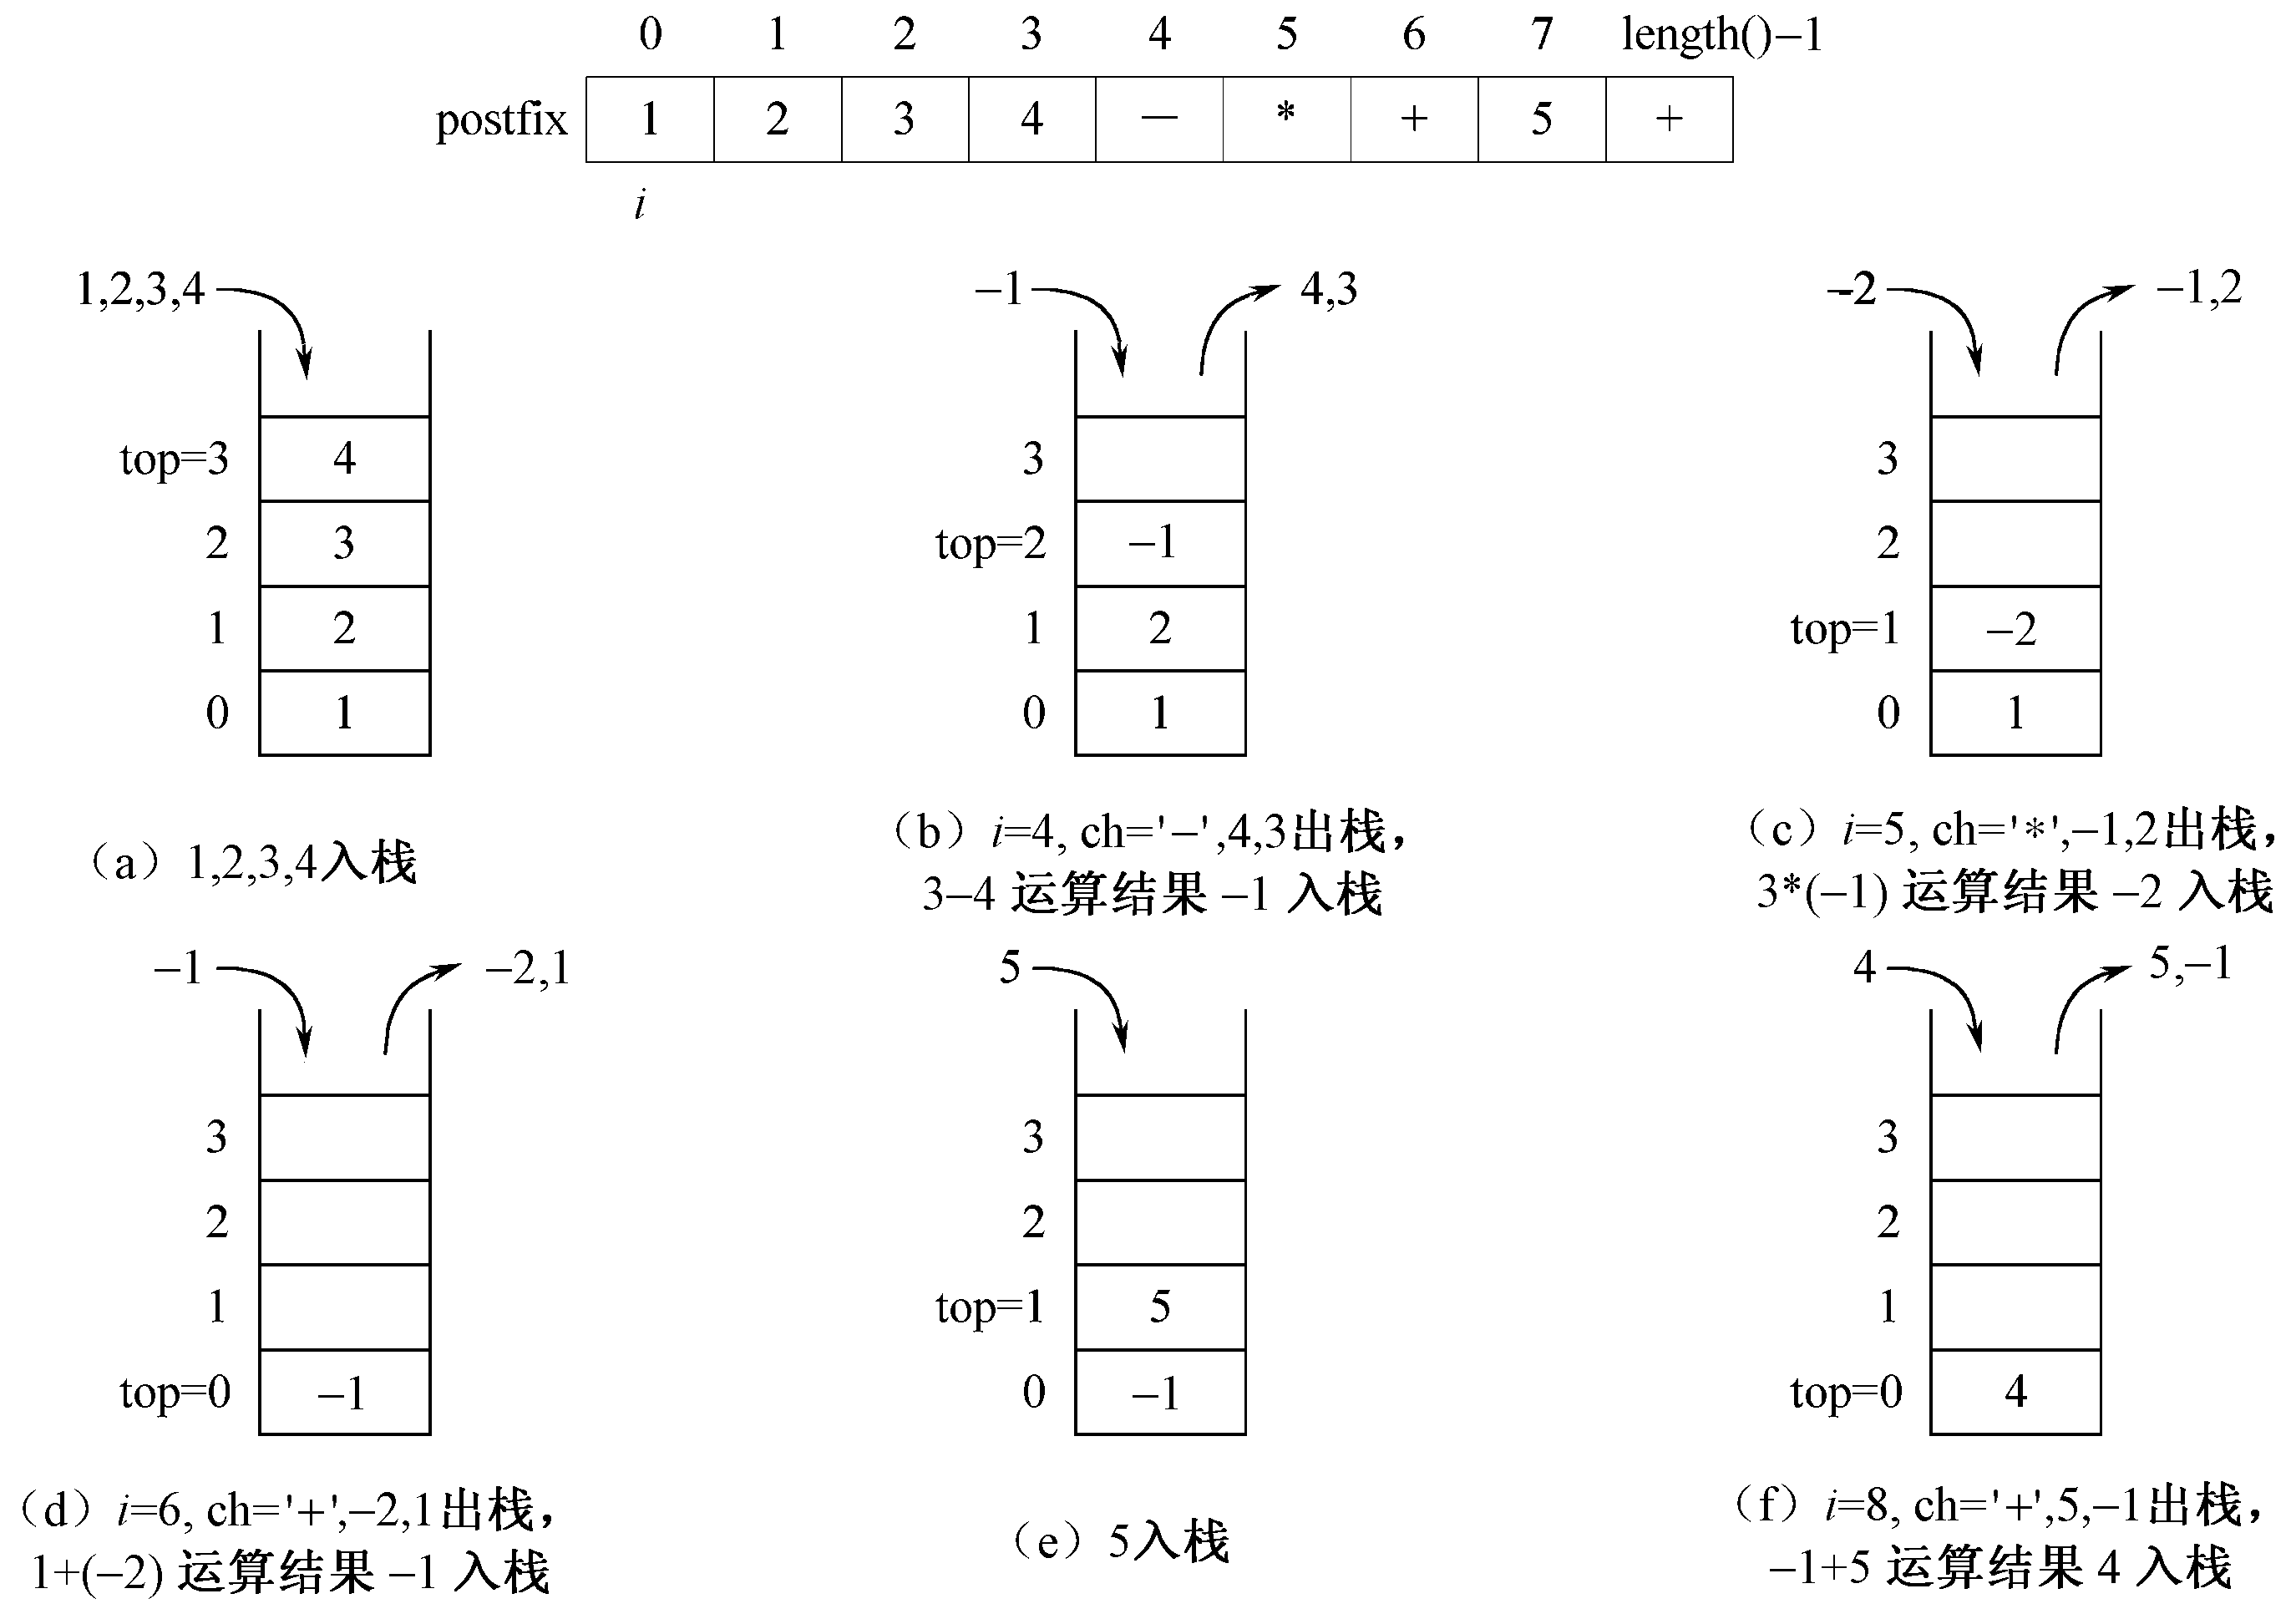 0 1 2 3 4 5 6 7 length()−1
postfix 1 2 3 4 − * + 5 +
i
1,2,3,4
top=3 4
2 3
1 2
0 1
（a）1,2,3,4入栈
−1 4,3
3
top=2 −1
1 2
0 1
（b）i=4, ch='−',4,3出栈，
3−4 运算结果 −1 入栈
−2 −1,2
3
2
top=1 −2
0 1
（c）i=5, ch='*',−1,2出栈，
3*(−1) 运算结果 −2 入栈
−1 −2,1
3
2
1
top=0 −1
（d）i=6, ch='+',−2,1出栈，
1+(−2) 运算结果 −1 入栈
5
3
2
top=1 5
0 −1
（e）5入栈
4 5,−1
3
2
1
top=0 4
（f）i=8, ch='+',5,−1出栈，
−1+5 运算结果 4 入栈